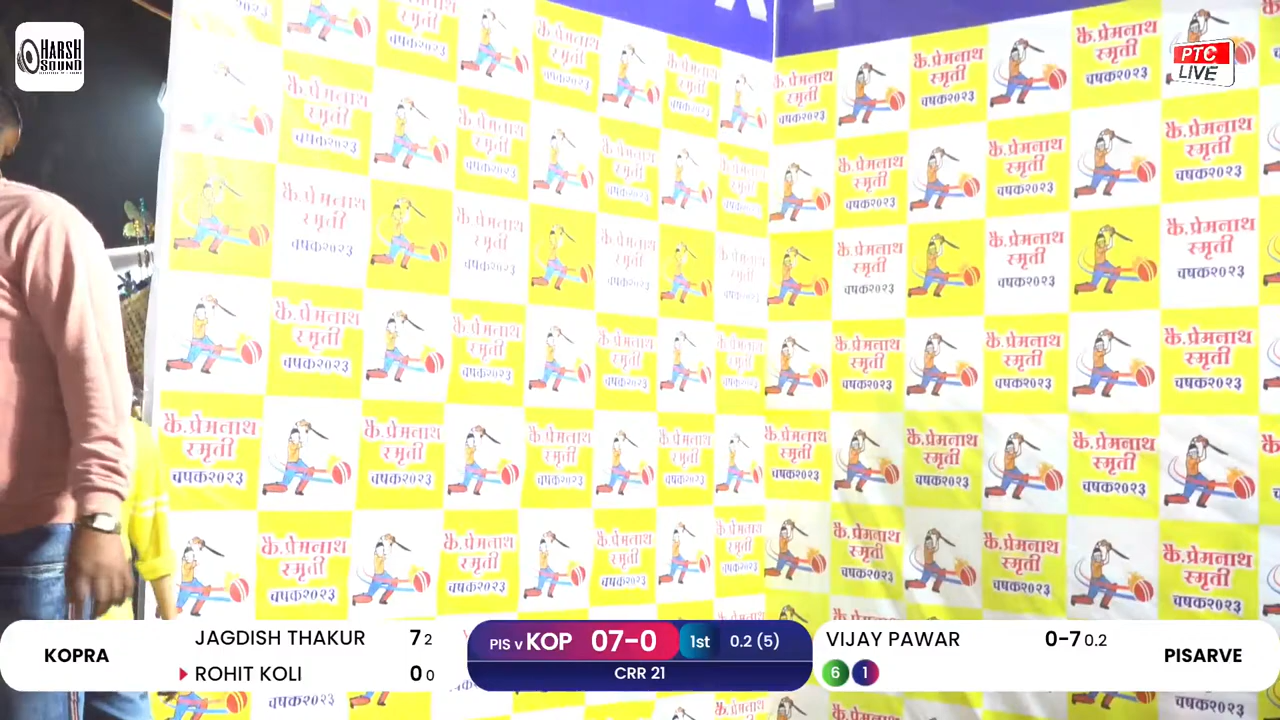 HARSH
SOUND
PTC
LIVE
कै.प्रेमनाथ
स्मृती
चषक२०२३
KOPRA
JAGDISH THAKUR 7 2
ROHIT KOLI 0 0
PIS v KOP 07-0 1st 0.2 (5)
CRR 21
VIJAY PAWAR 0-7 0.2
6 1
PISARVE